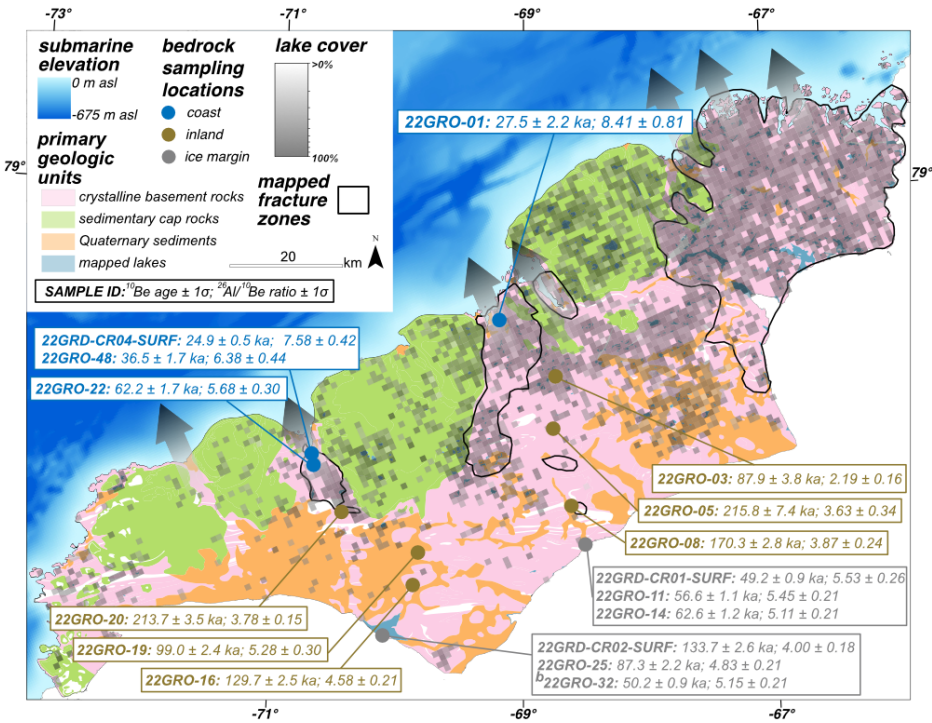 -73°
-71°
-69°
-67°
submarine
elevation
0 m asl
-675 m asl
bedrock
sampling
locations
coast
inland
ice margin
lake cover
>0%
100%
primary
geologic
units
crystalline basement rocks
sedimentary cap rocks
Quaternary sediments
mapped lakes
mapped
fracture
zones
N
20
km
SAMPLE ID:¹⁰Be age ± 1σ; ²⁶Al/¹⁰Be ratio ± 1σ
79°
79°
22GRO-01: 27.5 ± 2.2 ka; 8.41 ± 0.81
22GRD-CR04-SURF: 24.9 ± 0.5 ka; 7.58 ± 0.42
22GRO-48: 36.5 ± 1.7 ka; 6.38 ± 0.44
22GRO-22: 62.2 ± 1.7 ka; 5.68 ± 0.30
22GRO-03: 87.9 ± 3.8 ka; 2.19 ± 0.16
22GRO-05: 215.8 ± 7.4 ka; 3.63 ± 0.34
22GRO-08: 170.3 ± 2.8 ka; 3.87 ± 0.24
22GRD-CR01-SURF: 49.2 ± 0.9 ka; 5.53 ± 0.26
22GRO-11: 56.6 ± 1.1 ka; 5.45 ± 0.21
22GRO-14: 62.6 ± 1.2 ka; 5.11 ± 0.21
22GRO-20: 213.7 ± 3.5 ka; 3.78 ± 0.15
22GRO-19: 99.0 ± 2.4 ka; 5.28 ± 0.30
22GRO-16: 129.7 ± 2.5 ka; 4.58 ± 0.21
22GRD-CR02-SURF: 133.7 ± 2.6 ka; 4.00 ± 0.18
22GRO-25: 87.3 ± 2.2 ka; 4.83 ± 0.21
ᵇ22GRO-32: 50.2 ± 0.9 ka; 5.15 ± 0.21
-71°
-69°
-67°